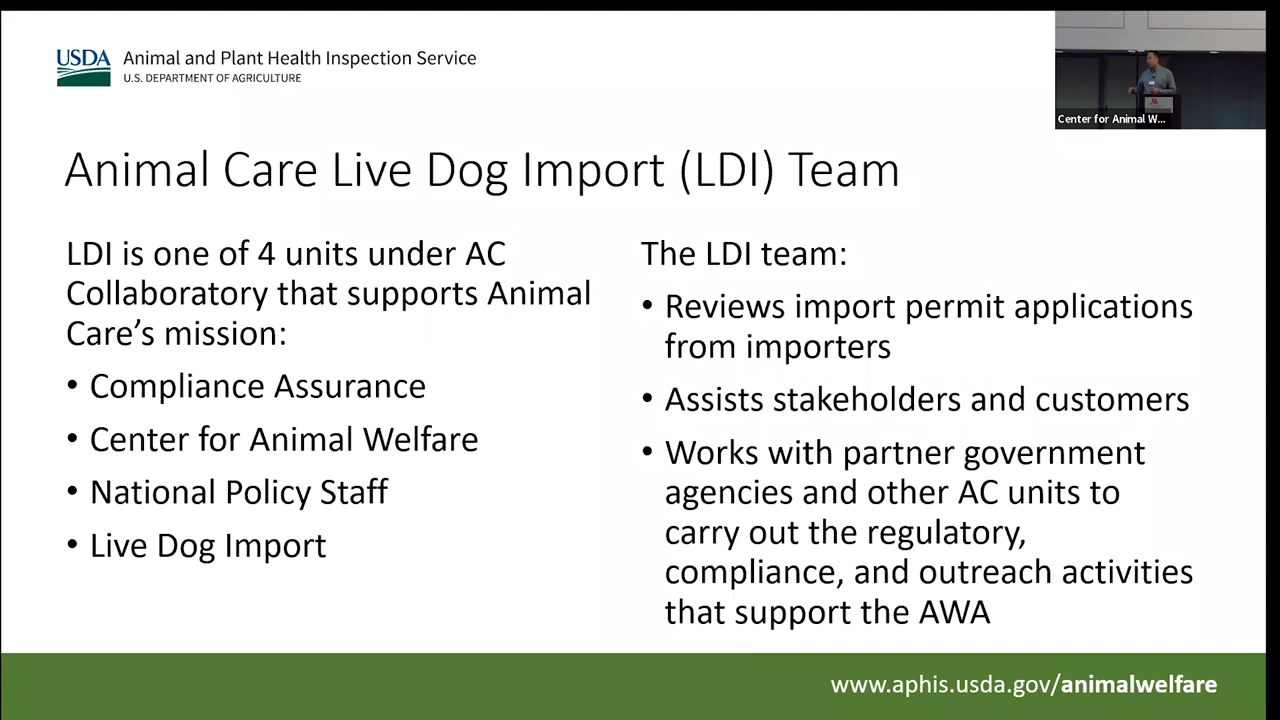 USDA
Animal and Plant Health Inspection Service
U.S. DEPARTMENT OF AGRICULTURE
Center for Animal W...
Animal Care Live Dog Import (LDI) Team
LDI is one of 4 units under AC
Collaboratory that supports Animal
Care’s mission:
• Compliance Assurance
• Center for Animal Welfare
• National Policy Staff
• Live Dog Import
The LDI team:
• Reviews import permit applications
from importers
• Assists stakeholders and customers
• Works with partner government
agencies and other AC units to
carry out the regulatory,
compliance, and outreach activities
that support the AWA
www.aphis.usda.gov/animalwelfare